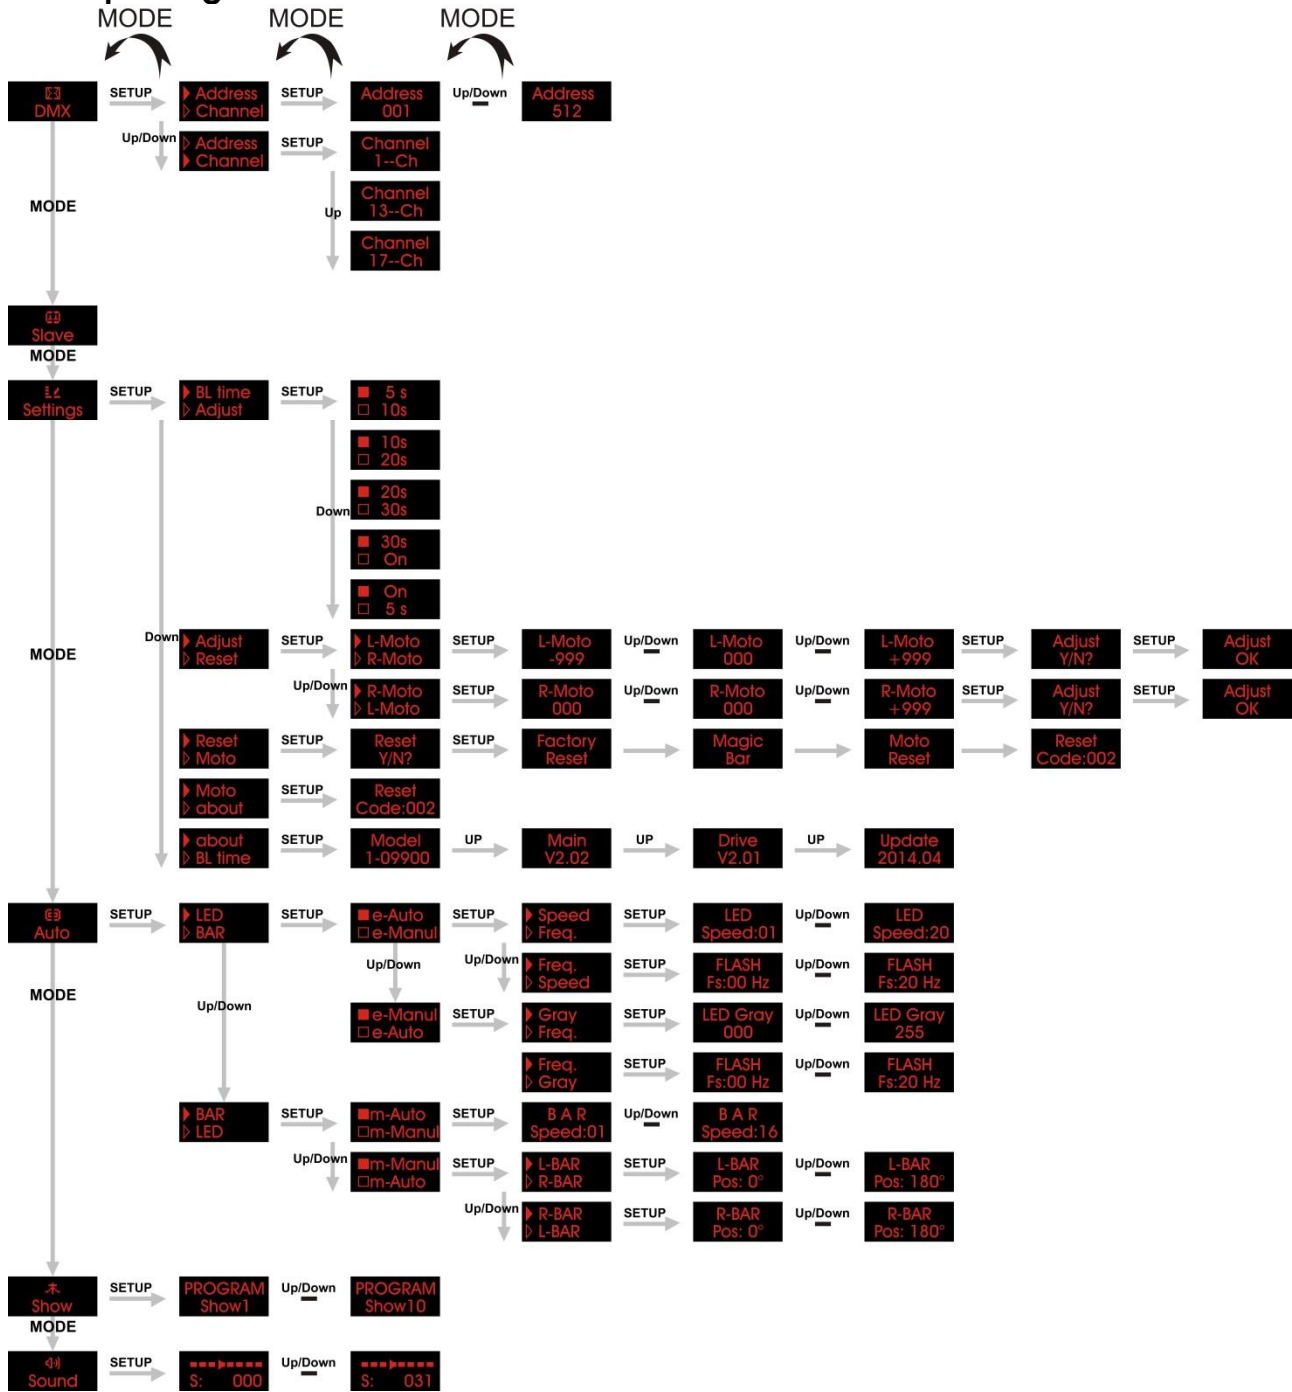 MODE MODE MODE
DMX SETUP Address Channel SETUP Address 001 Up/Down Address 512
Up/Down Address Channel SETUP Channel 1--Ch
MODE Up Channel 13--Ch
Channel 17--Ch
Slave
MODE
Settings SETUP BL time Adjust SETUP 5 s 10s
10s 20s
Down 20s 30s
30s On
On 5 s
MODE Down Adjust Reset SETUP L-Moto R-Moto SETUP L-Moto -999 Up/Down L-Moto 000 Up/Down L-Moto +999 SETUP Adjust Y/N? SETUP Adjust OK
Up/Down R-Moto L-Moto SETUP R-Moto 000 Up/Down R-Moto 000 Up/Down R-Moto +999 SETUP Adjust Y/N? SETUP Adjust OK
Reset Moto SETUP Reset Y/N? SETUP Factory Reset Magic Bar Moto Reset Reset Code:002
Moto about SETUP Reset Code:002
about BL time SETUP Model 1-09900 UP Main V2.02 UP Drive V2.01 UP Update 2014.04
Auto SETUP LED BAR SETUP e-Auto e-Manul SETUP Speed Freq. SETUP LED Speed:01 Up/Down LED Speed:20
Up/Down Up/Down Freq. Speed SETUP FLASH Fs:00 Hz Up/Down FLASH Fs:20 Hz
MODE Up/Down e-Manul e-Auto SETUP Gray Freq. SETUP LED Gray 000 Up/Down LED Gray 255
Freq. Gray SETUP FLASH Fs:00 Hz Up/Down FLASH Fs:20 Hz
BAR LED SETUP m-Auto m-Manul SETUP B A R Speed:01 Up/Down B A R Speed:16
Up/Down m-Manul m-Auto SETUP L-BAR R-BAR SETUP L-BAR Pos: 0° Up/Down L-BAR Pos: 180°
Up/Down R-BAR L-BAR SETUP R-BAR Pos: 0° Up/Down R-BAR Pos: 180°
Show SETUP PROGRAM Show1 Up/Down PROGRAM Show10
MODE
Sound SETUP S: 000 Up/Down S: 031